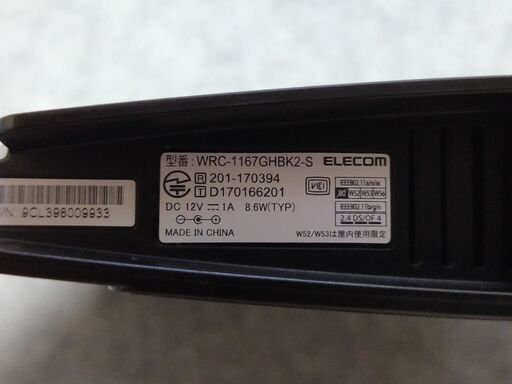 型番: WRC-1167GHBK2-S ELECOM
R 201-170394
T D170166201
DC 12V ⎓ 1A 8.6W(TYP)
MADE IN CHINA
VCCI
IEEE802.11a/n/ac
J52 W52 W53 W56
IEEE802.11b/g/n
2.4 DS/OF 4
W52/W53は屋内使用限定
S/N 9CL398009933